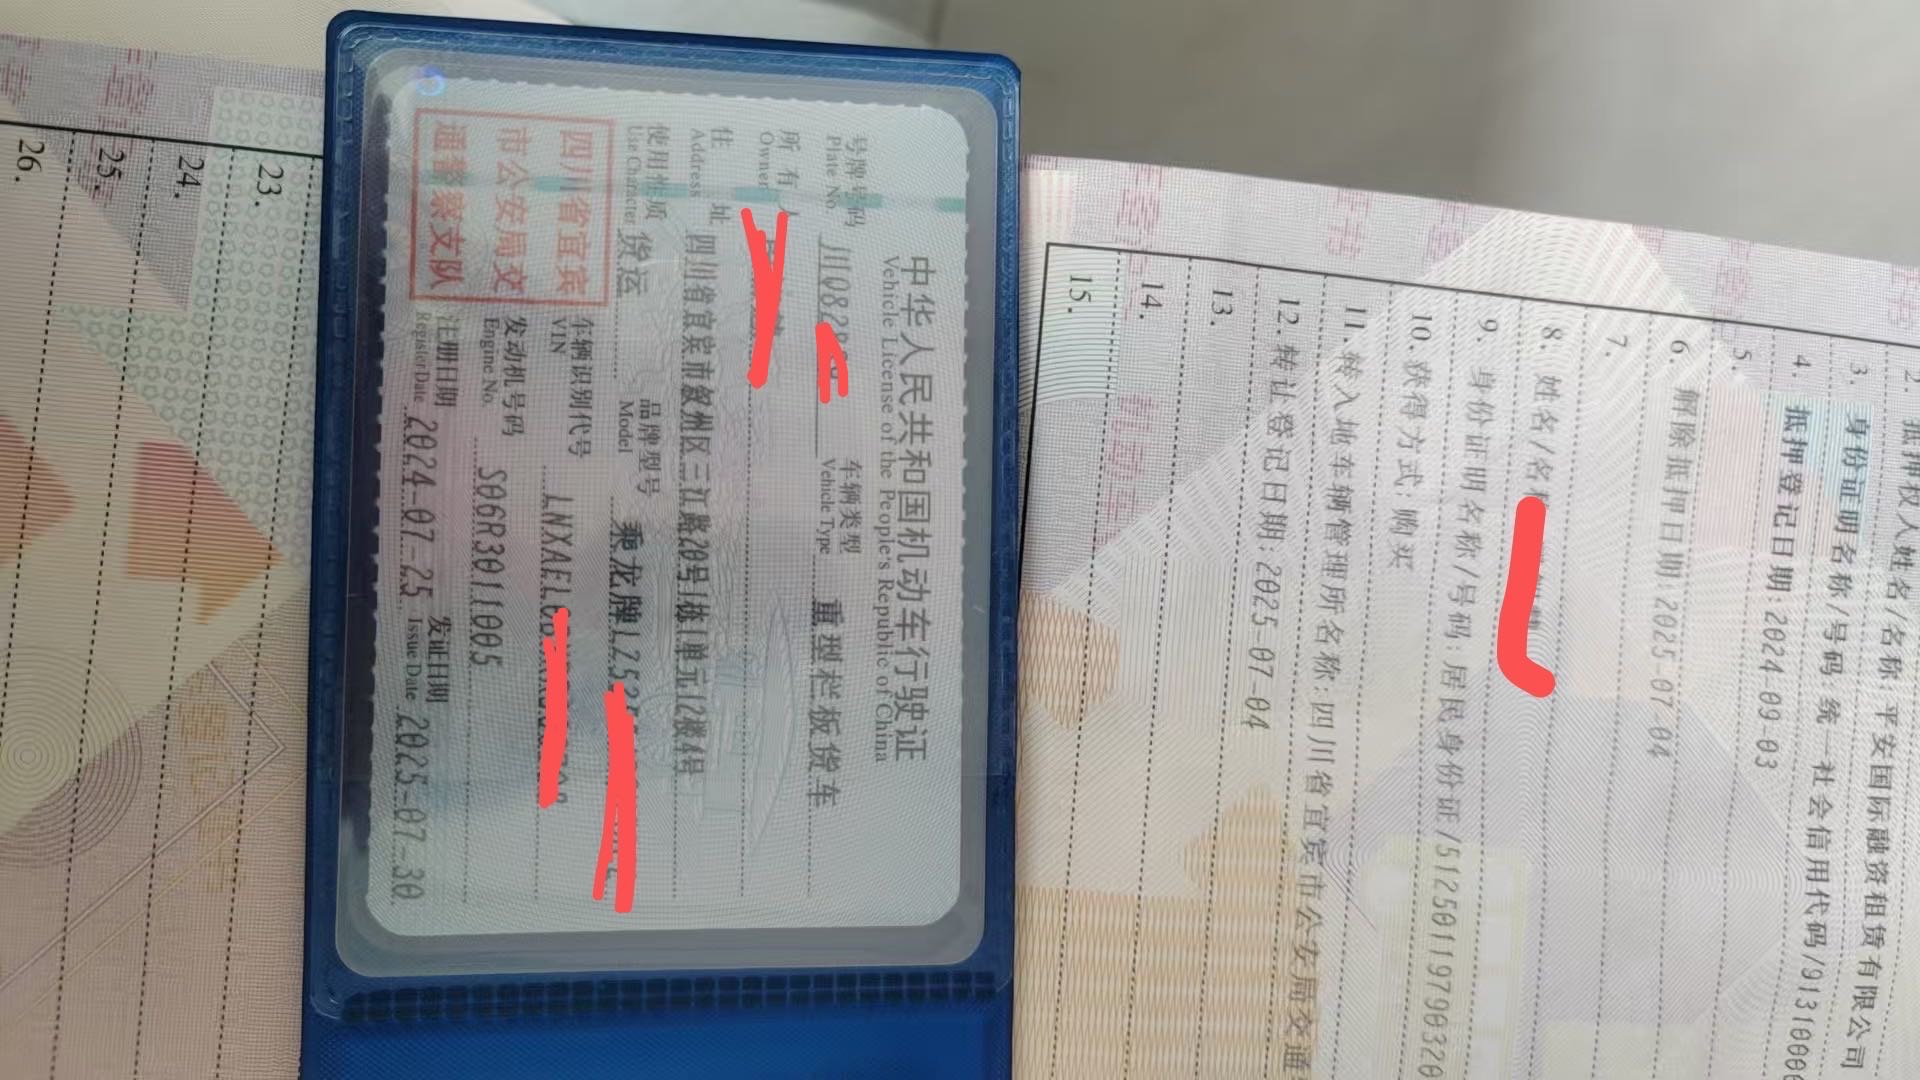 中华人民共和国机动车行驶证
Vehicle License of the People's Republic of China
号牌号码 川Q82 车辆类型 重型栏板货车
Plate No. Vehicle Type
所有人
Owner
住址 四川省宜宾市叙州区三江路20号1栋1单元12楼4号
Address
使用性质 货运 品牌型号 乘龙牌LZ5
Use Character Model
四川省宜宾市公安局交通警察支队
车辆识别代号 LNXAEL
VIN
发动机号码 S06R3011005
Engine No.
注册日期 2024-07-25 发证日期 2025-07-30
Register Date Issue Date
2. 抵押权人姓名/名称:平安国际融资租赁有限公司
3. 身份证明名称/号码 统一社会信用代码/9131000
4. 抵押登记日期:2024-09-03
5.
6. 解除抵押日期:2025-07-04
7.
8. 姓名/名
9. 身份证明名称/号码:居民身份证/51250119790320
10. 获得方式:购买
11. 转入地车辆管理所名称:四川省宜宾市公安局交通
12. 转让登记日期:2025-07-04
13.
14.
15.
23.
24.
25.
26.